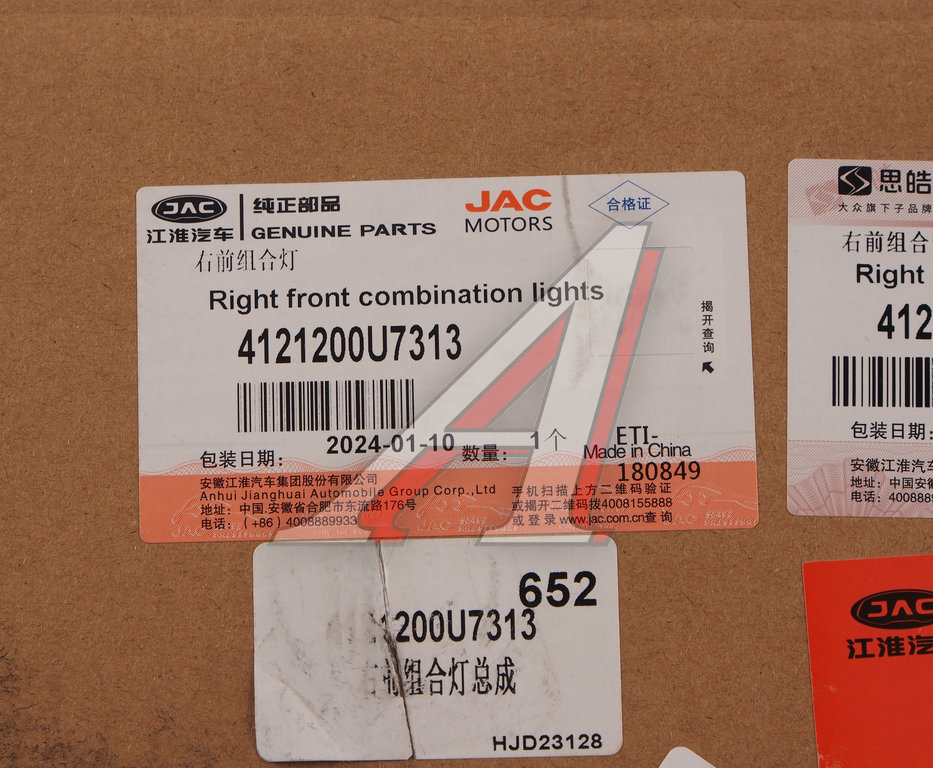 JAC
江淮汽车
纯正部品
GENUINE PARTS
JAC
MOTORS
合格证
右前组合灯
Right front combination lights
4121200U7313
揭开查询
包装日期: 2024-01-10 数量: 1个
ETI-
Made in China
180849
安徽江淮汽车集团股份有限公司
Anhui Jianghuai Automobile Group Corp.,Ltd
地址: 中国.安徽省合肥市东流路176号
电话: (+86) 4008889933
手机扫描上方二维码验证
或揭开二维码拨4008155888
或登录www.jac.com.cn查询
652
1200U7313
右前组合灯总成
HJD23128
思皓
大众旗下子品牌
右前组合
Right
412
包装日期:
安徽江淮汽
地址: 中国.安
电话: (+86)
JAC
江淮汽